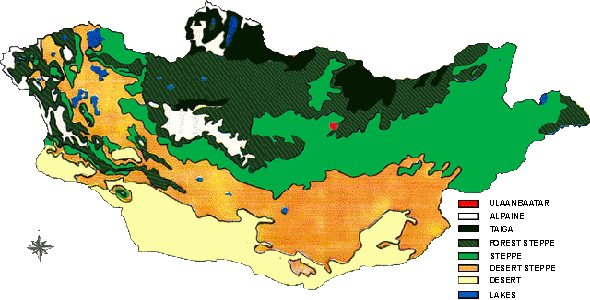 ULAANBAATAR
ALPAINE
TAIGA
FOREST STEPPE
STEPPE
DESERT STEPPE
DESERT
LAKES